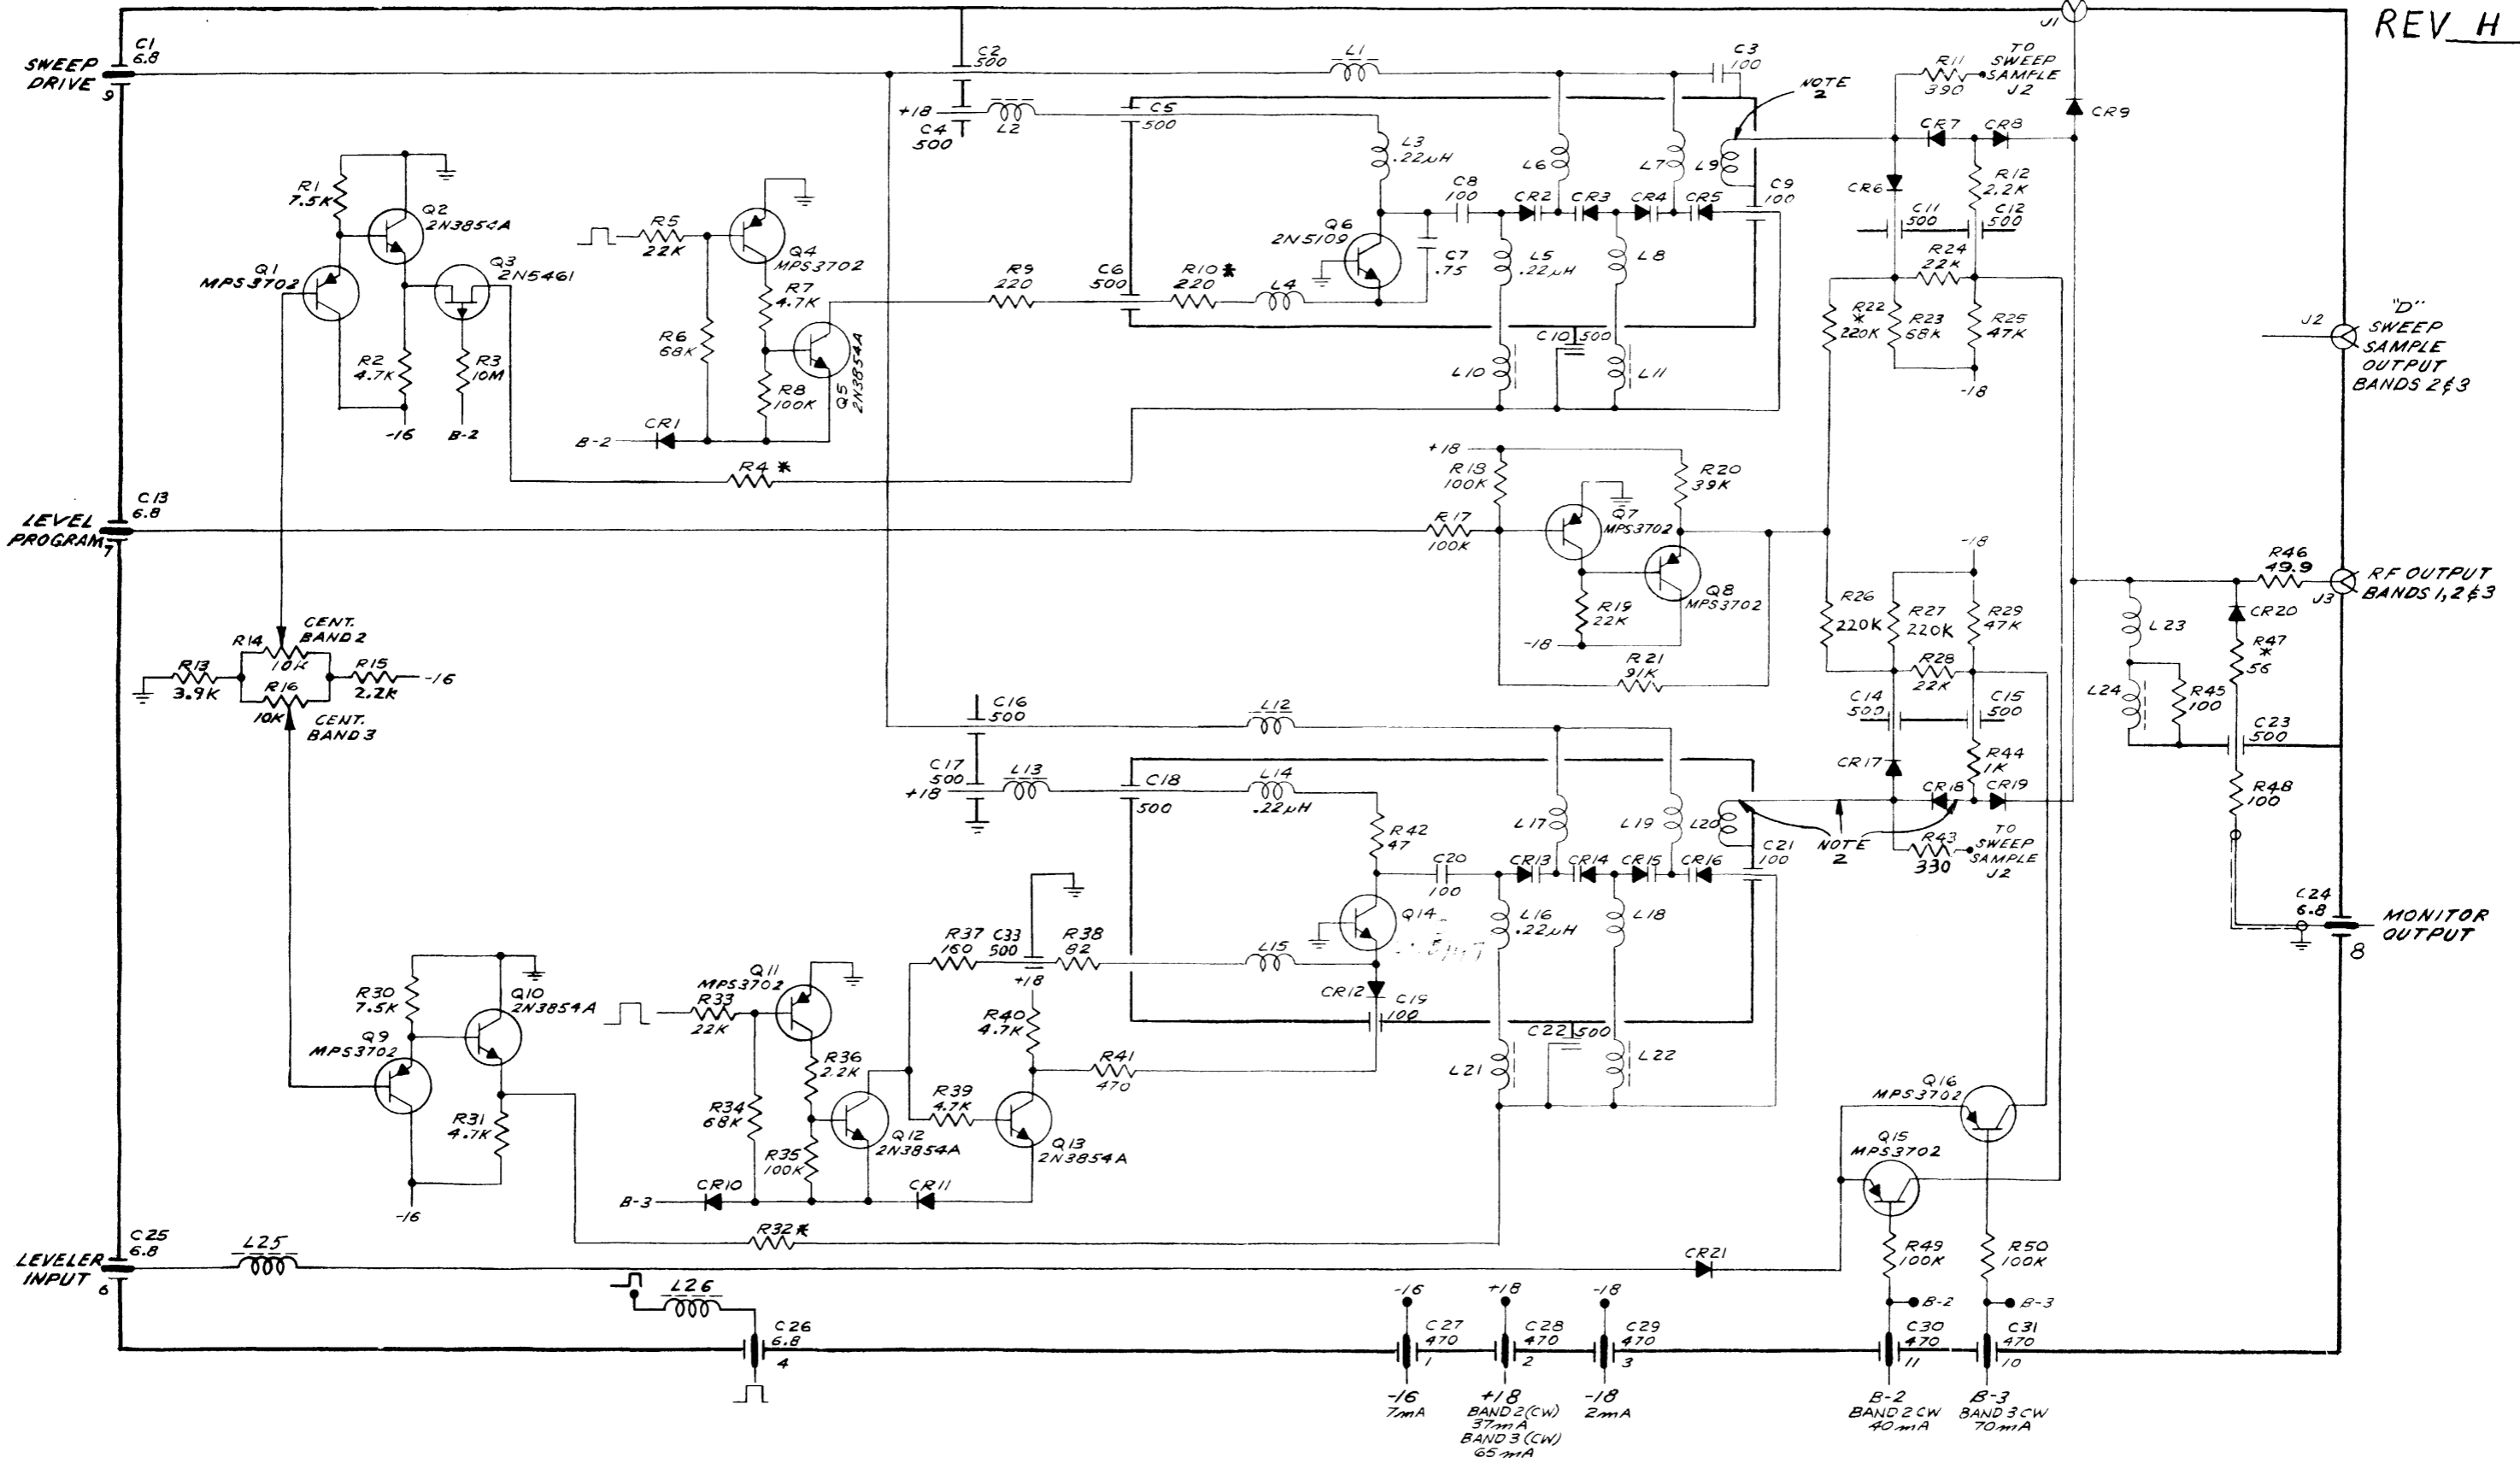 REV H
SWEEP
DRIVE
9
C1
6.8
C2
500
L1
C3
100
NOTE
2
J1
R11
390
TO
SWEEP
SAMPLE
J2
+18
C4
500
L2
C5
500
CR9
CR7
CR8
L3
.22µH
L6
L7
L9
R1
7.5K
Q2
2N3854A
Q1
MPS3702
Q3
2N5461
R5
22K
Q4
MPS3702
R7
4.7K
R6
68K
R8
100K
Q5
2N3854A
R2
4.7K
R3
10M
-16
B-2
B-2
CR1
R4 *
R9
220
C6
500
R10 *
220
L4
Q6
2N5109
C8
100
C7
.75
CR2
CR3
CR4
CR5
C9
100
L5
.22µH
L8
C10
500
L10
L11
CR6
R12
2.2K
C11
500
C12
500
R24
22K
R22
*
220K
R23
68K
R25
47K
-18
J2
"D"
SWEEP
SAMPLE
OUTPUT
BANDS 2 & 3
LEVEL
PROGRAM
7
C13
6.8
+18
R18
100K
R20
39K
R17
100K
Q7
MPS3702
Q8
MPS3702
R19
22K
-18
R21
91K
-18
R26
220K
R27
220K
R29
47K
R28
22K
R46
49.9
J3
RF OUTPUT
BANDS 1, 2 & 3
CR20
L23
R47
*
56
L24
R45
100
C23
500
R48
100
R13
3.9K
R14
10K
CENT.
BAND 2
R15
2.2K
-16
R16
10K
CENT.
BAND 3
C14
500
C15
500
C16
500
L12
C17
500
+18
L13
C18
500
L14
.22µH
CR17
R44
1K
CR18
CR19
R42
47
L17
L19
L20
NOTE
2
R43
330
TO
SWEEP
SAMPLE
J2
C20
100
CR13
CR14
CR15
CR16
C21
100
Q14
L16
.22µH
L18
C24
6.8
MONITOR
OUTPUT
8
R37
160
C33
500
R38
82
L15
+18
CR12
C19
100
C22
500
L21
L22
R30
7.5K
Q10
2N3854A
Q9
MPS3702
R31
4.7K
-16
Q11
MPS3702
R33
22K
R34
68K
R36
2.2K
R35
100K
Q12
2N3854A
R39
4.7K
R40
4.7K
R41
470
Q13
2N3854A
B-3
CR10
CR11
R32 *
Q16
MPS3702
Q15
MPS3702
R49
100K
R50
100K
LEVELER
INPUT
6
C25
6.8
L25
CR21
L26
C26
6.8
4
-16
C27
470
1
-16
7mA
+18
C28
470
2
+18
BAND 2 (CW)
37mA
BAND 3 (CW)
65mA
-18
C29
470
3
-18
2mA
B-2
C30
470
11
B-2
BAND 2 CW
40mA
B-3
C31
470
10
B-3
BAND 3 CW
70mA